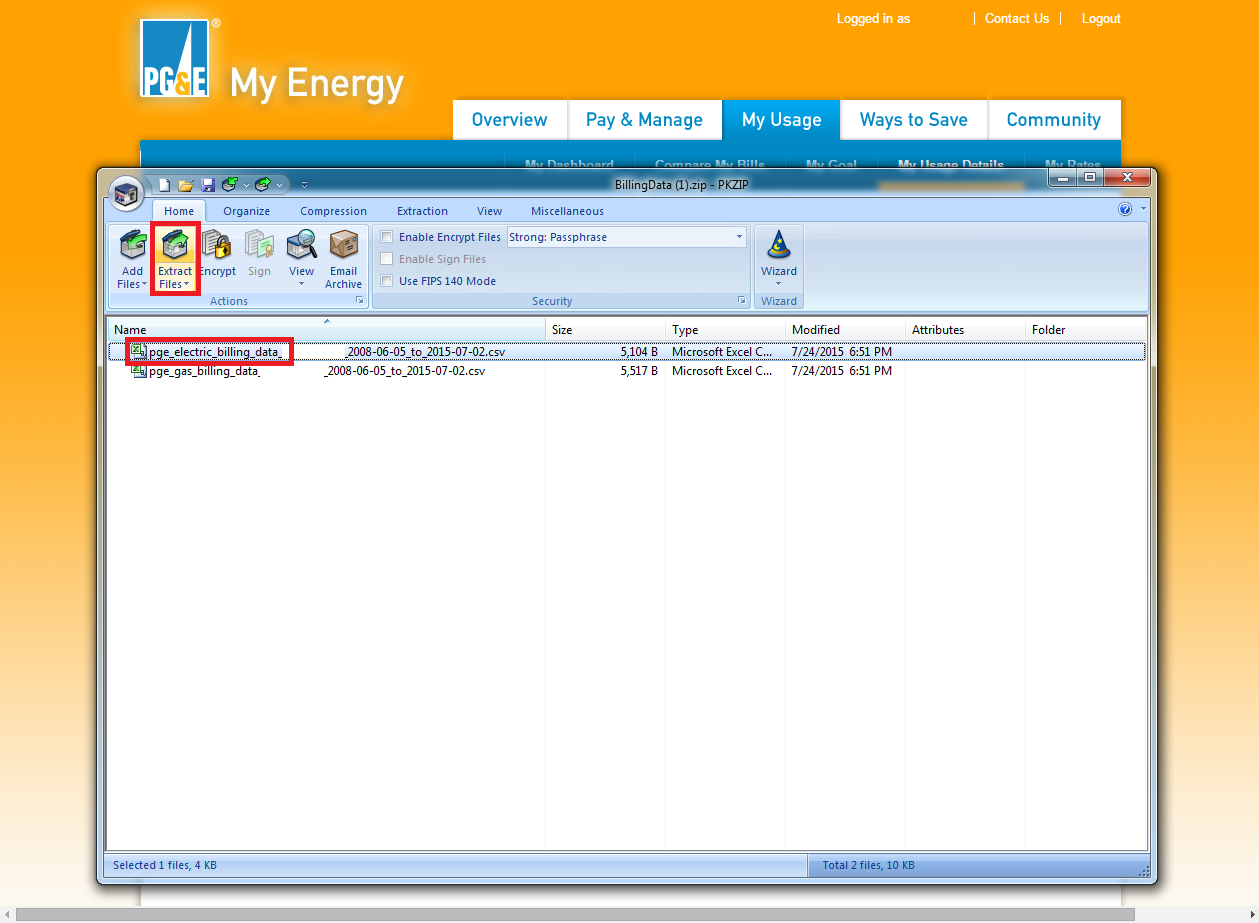 Logged in as | Contact Us | Logout
PG&E ®
My Energy
Overview Pay & Manage My Usage Ways to Save Community
My Dashboard Compare My Bills My Goal My Usage Details My Rates
BillingData (1).zip - PKZIP
Home Organize Compression Extraction View Miscellaneous
Add Files Extract Files Encrypt Sign View Email Archive
Enable Encrypt Files Strong: Passphrase
Enable Sign Files
Use FIPS 140 Mode
Wizard
Actions Security Wizard
Name Size Type Modified Attributes Folder
pge_electric_billing_data_ _2008-06-05_to_2015-07-02.csv 5,104 B Microsoft Excel C... 7/24/2015 6:51 PM
pge_gas_billing_data_ _2008-06-05_to_2015-07-02.csv 5,517 B Microsoft Excel C... 7/24/2015 6:51 PM
Selected 1 files, 4 KB Total 2 files, 10 KB